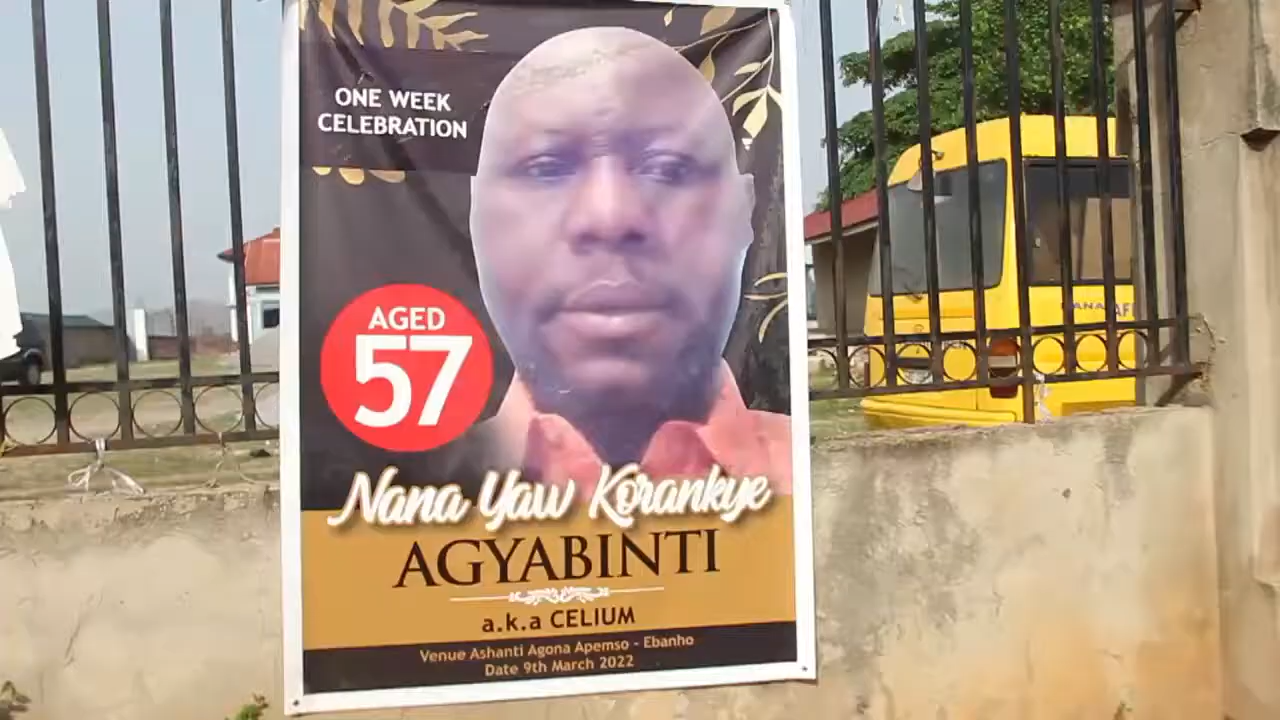 ONE WEEK
CELEBRATION
AGED
57
Nana Yaw Korankye
AGYABINTI
a.k.a CELIUM
Venue Ashanti Agona Apemso - Ebanho
Date 9th March 2022